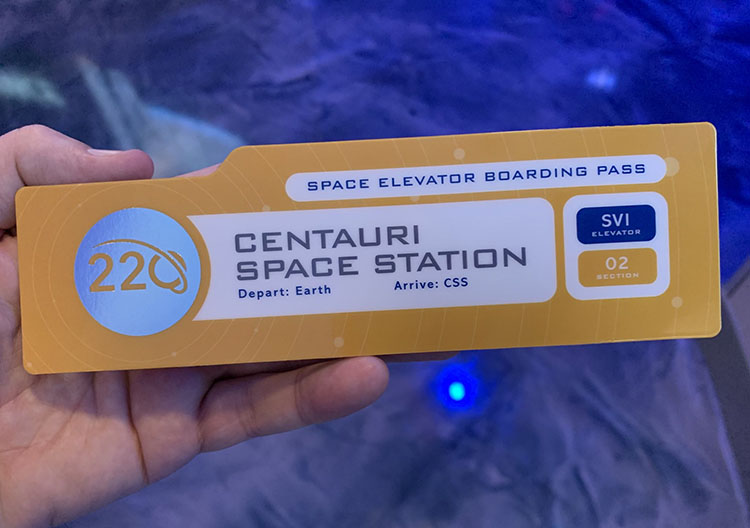 SPACE ELEVATOR BOARDING PASS
220
CENTAURI
SPACE STATION
Depart: Earth Arrive: CSS
SVI
ELEVATOR
02
SECTION